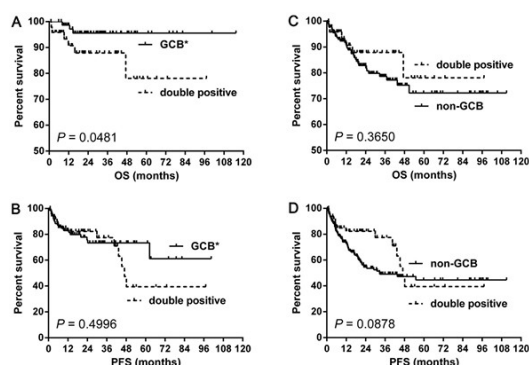 A
Percent survival
100
90
80
70
60
50
GCB*
double positive
P = 0.0481
0 12 24 36 48 60 72 84 96 108 120
OS (months)
C
Percent survival
100
90
80
70
60
50
double positive
non-GCB
P = 0.3650
0 12 24 36 48 60 72 84 96 108 120
OS (months)
B
Percent survival
100
80
60
40
20
0
GCB*
double positive
P = 0.4996
0 12 24 36 48 60 72 84 96 108 120
PFS (months)
D
Percent survival
100
80
60
40
20
0
non-GCB
double positive
P = 0.0878
0 12 24 36 48 60 72 84 96 108 120
PFS (months)